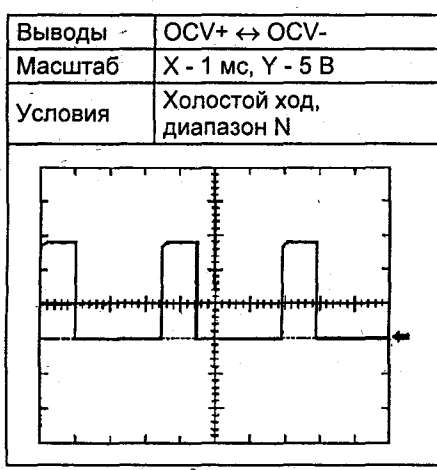 Выводы OCV+ ↔ OCV-
Масштаб X - 1 мс, Y - 5 В
Условия Холостой ход,
диапазон N